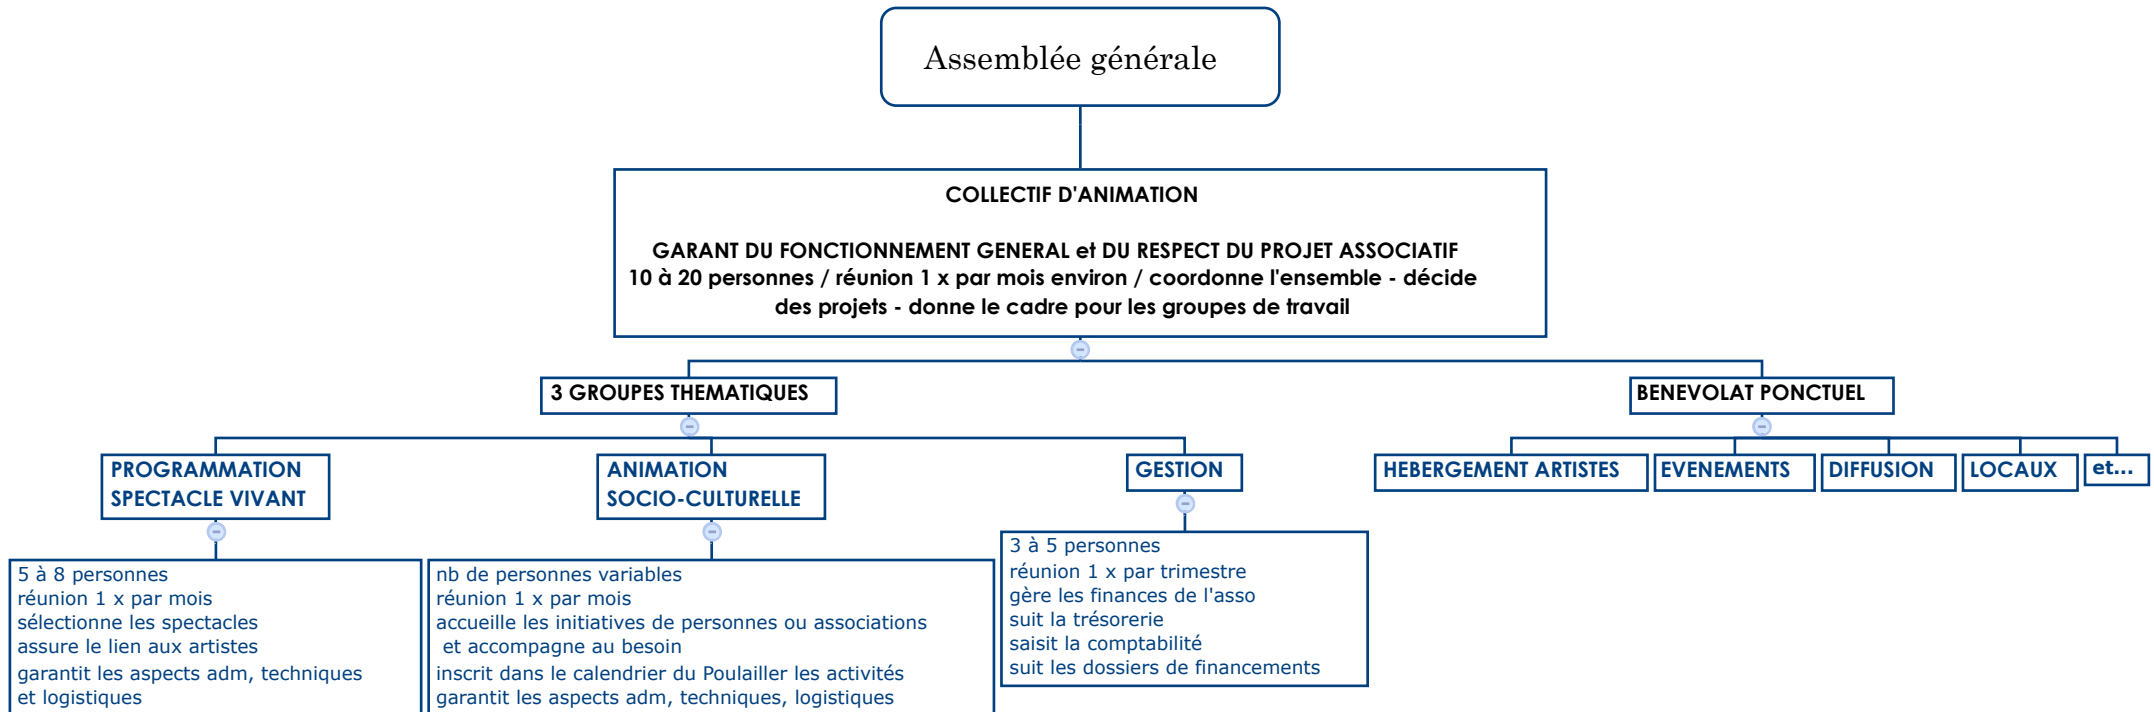 Assemblée générale
COLLECTIF D'ANIMATION
GARANT DU FONCTIONNEMENT GENERAL et DU RESPECT DU PROJET ASSOCIATIF
10 à 20 personnes / réunion 1 x par mois environ / coordonne l'ensemble - décide
des projets - donne le cadre pour les groupes de travail
3 GROUPES THEMATIQUES
BENEVOLAT PONCTUEL
PROGRAMMATION
SPECTACLE VIVANT
ANIMATION
SOCIO-CULTURELLE
GESTION
HEBERGEMENT ARTISTES
EVENEMENTS
DIFFUSION
LOCAUX
et...
5 à 8 personnes
réunion 1 x par mois
sélectionne les spectacles
assure le lien aux artistes
garantit les aspects adm, techniques
et logistiques
nb de personnes variables
réunion 1 x par mois
accueille les initiatives de personnes ou associations
et accompagne au besoin
inscrit dans le calendrier du Poulailler les activités
garantit les aspects adm, techniques, logistiques
3 à 5 personnes
réunion 1 x par trimestre
gère les finances de l'asso
suit la trésorerie
saisit la comptabilité
suit les dossiers de financements